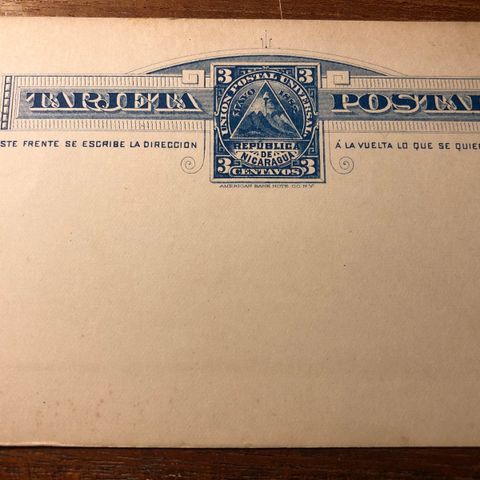 3 3
UNION POSTAL UNIVERSAL
TARJETA POSTAL
REPÚBLICA
DE
NICARAGUA
3 CENTAVOS 3
STE FRENTE SE ESCRIBE LA DIRECCION Á LA VUELTA LO QUE SE QUIE
AMERICAN BANK NOTE CO. N.Y.